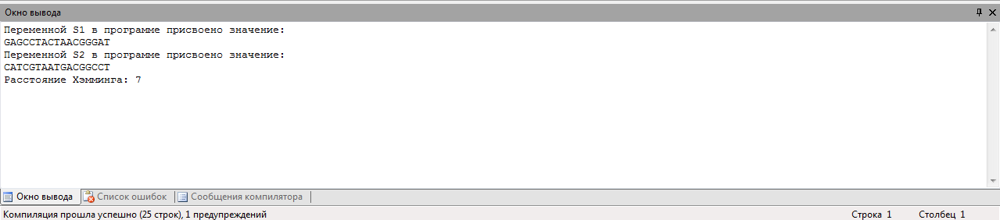 Окно вывода
Переменной S1 в программе присвоено значение:
GAGCCTACTAACGGGAT
Переменной S2 в программе присвоено значение:
CATCGTAATGACGGCCT
Расстояние Хэмминга: 7
Окно вывода Список ошибок Сообщения компилятора
Компиляция прошла успешно (25 строк), 1 предупреждений Строка 1 Столбец 1